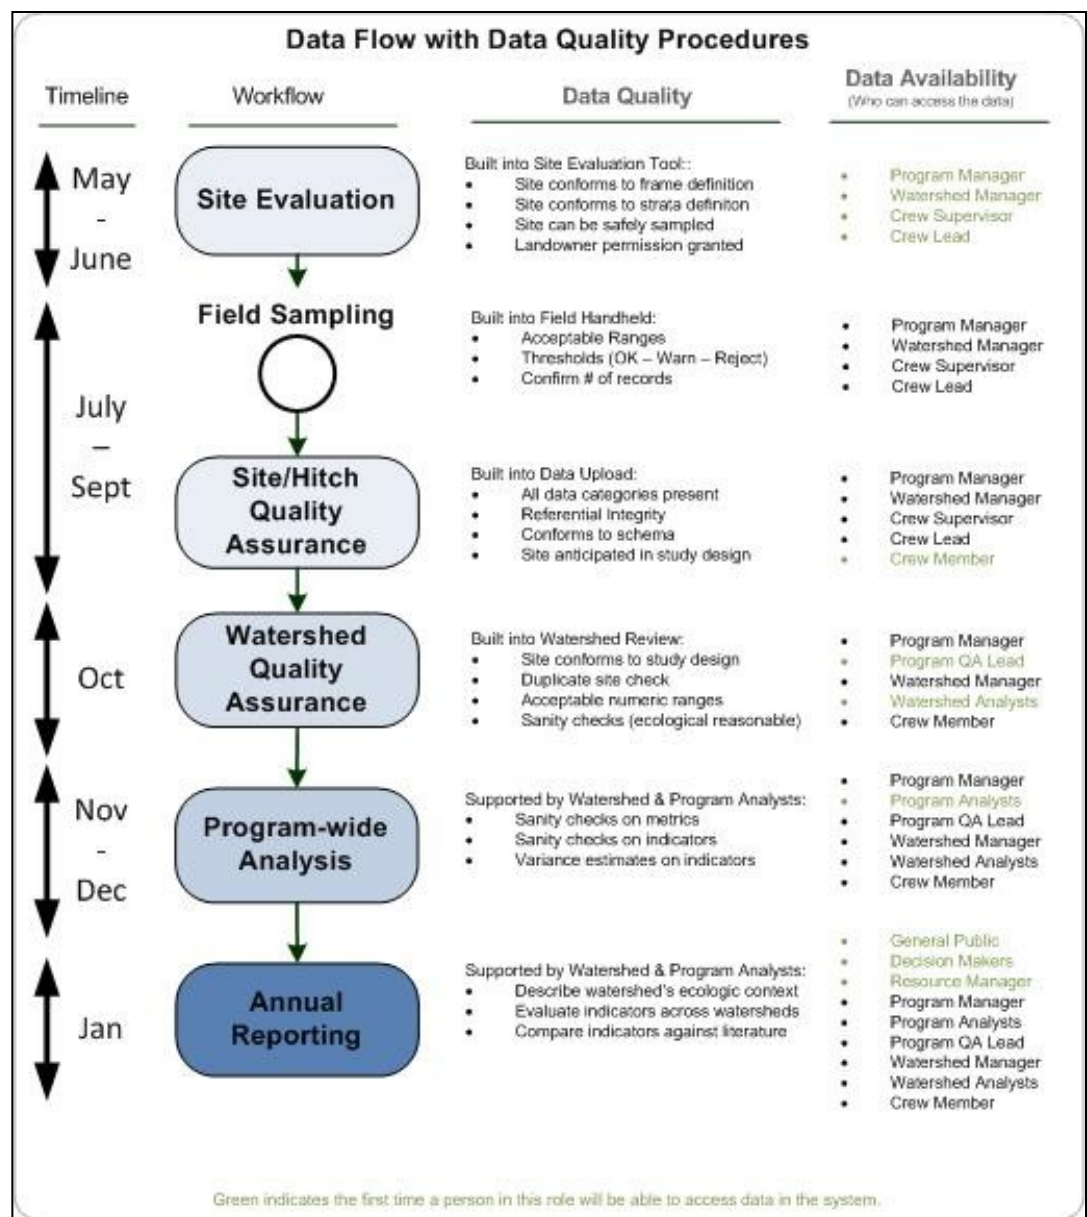 Data Flow with Data Quality Procedures
Timeline
Workflow
Data Quality
Data Availability
(Who can access the data)
May
-
June
Site Evaluation
Built into Site Evaluation Tool::
• Site conforms to frame definition
• Site conforms to strata definiton
• Site can be safely sampled
• Landowner permission granted
• Program Manager
• Watershed Manager
• Crew Supervisor
• Crew Lead
July
–
Sept
Field Sampling
Built into Field Handheld:
• Acceptable Ranges
• Thresholds (OK – Warn – Reject)
• Confirm # of records
• Program Manager
• Watershed Manager
• Crew Supervisor
• Crew Lead
Site/Hitch
Quality
Assurance
Built into Data Upload:
• All data categories present
• Referential Integrity
• Conforms to schema
• Site anticipated in study design
• Program Manager
• Watershed Manager
• Crew Supervisor
• Crew Lead
• Crew Member
Oct
Watershed
Quality
Assurance
Built into Watershed Review:
• Site conforms to study design
• Duplicate site check
• Acceptable numeric ranges
• Sanity checks (ecological reasonable)
• Program Manager
• Program QA Lead
• Watershed Manager
• Watershed Analysts
• Crew Member
Nov
-
Dec
Program-wide
Analysis
Supported by Watershed & Program Analysts:
• Sanity checks on metrics
• Sanity checks on indicators
• Variance estimates on indicators
• Program Manager
• Program Analysts
• Program QA Lead
• Watershed Manager
• Watershed Analysts
• Crew Member
Jan
Annual
Reporting
Supported by Watershed & Program Analysts:
• Describe watershed's ecologic context
• Evaluate indicators across watersheds
• Compare indicators against literature
• General Public
• Decision Makers
• Resource Manager
• Program Manager
• Program Analysts
• Program QA Lead
• Watershed Manager
• Watershed Analysts
• Crew Member
Green indicates the first time a person in this role will be able to access data in the system.